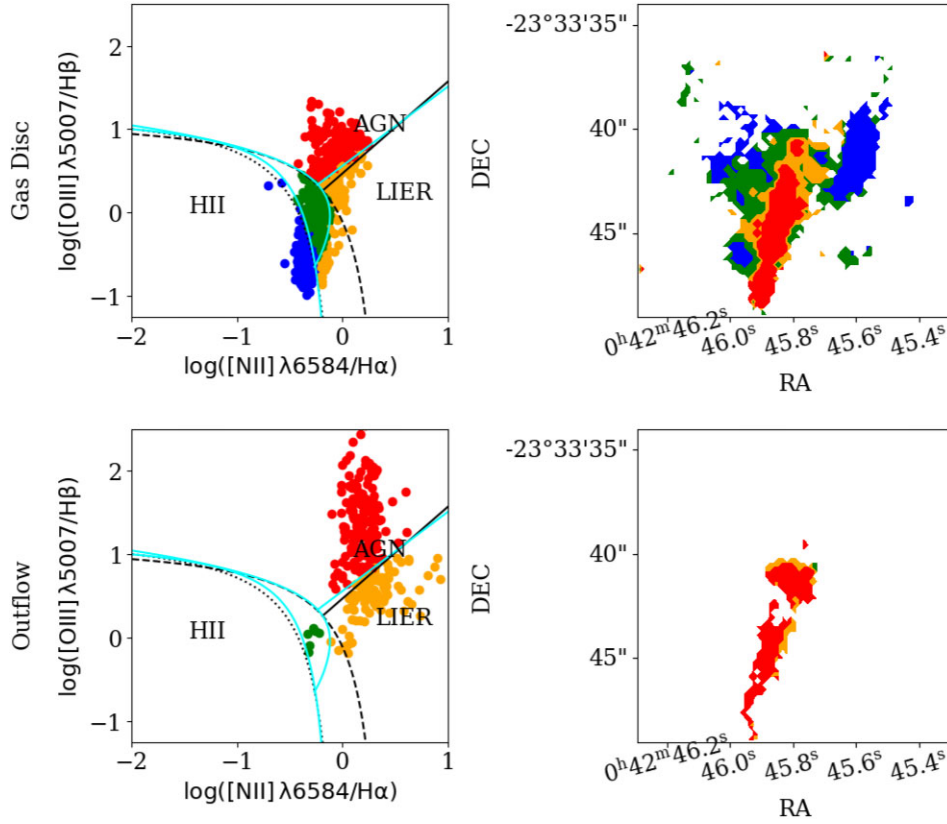 Gas Disc
log([OIII] λ5007/Hβ)
2
1
0
−1
HII
AGN
LIER
−2
−1
0
1
log([NII] λ6584/Hα)
DEC
-23°33'35"
40"
45"
0ʰ42ᵐ46.2ˢ
46.0ˢ
45.8ˢ
45.6ˢ
45.4ˢ
RA
Outflow
log([OIII] λ5007/Hβ)
2
1
0
−1
HII
AGN
LIER
−2
−1
0
1
log([NII] λ6584/Hα)
DEC
-23°33'35"
40"
45"
0ʰ42ᵐ46.2ˢ
46.0ˢ
45.8ˢ
45.6ˢ
45.4ˢ
RA